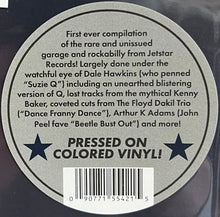 First ever compilation
of the rare and unissued
garage and rockabilly from Jetstar
Records! Largely done under the
watchful eye of Dale Hawkins (who penned
"Suzie Q") including an unearthed blistering
version of Q, lost tracks from the mythical Kenny
Baker, coveted cuts from The Floyd Dakil Trio
("Dance Franny Dance"), Arthur K Adams (John
Peel fave "Beetle Bust Out") and more!
PRESSED ON
COLORED VINYL!
0 90771 55421 5